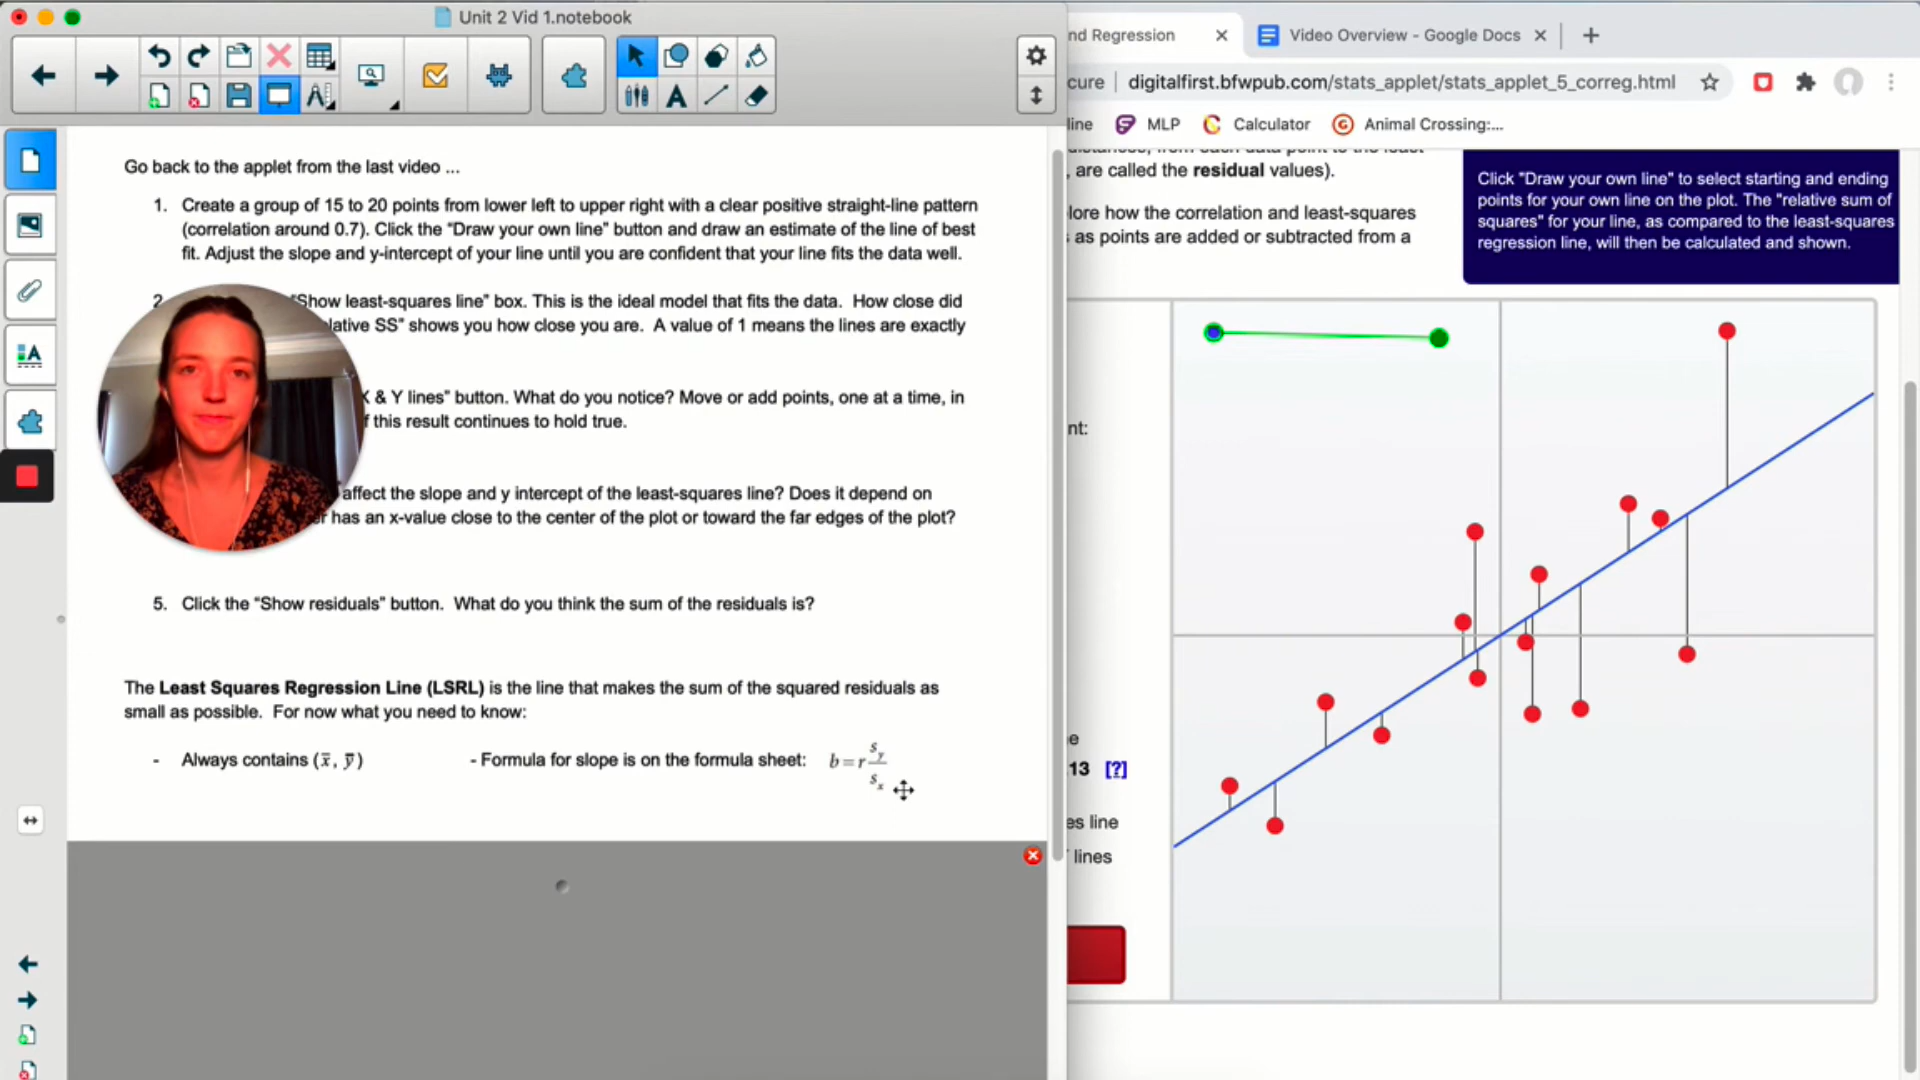 Unit 2 Vid 1.notebook
nd Regression
Video Overview - Google Docs
cure
digitalfirst.bfwpub.com/stats_applet/stats_applet_5_correg.html
line
MLP
Calculator
Animal Crossing:...
Go back to the applet from the last video ...
1. Create a group of 15 to 20 points from lower left to upper right with a clear positive straight-line pattern
(correlation around 0.7). Click the "Draw your own line" button and draw an estimate of the line of best
fit. Adjust the slope and y-intercept of your line until you are confident that your line fits the data well.
2. "Show least-squares line" box. This is the ideal model that fits the data. How close did
lative SS" shows you how close you are. A value of 1 means the lines are exactly
X & Y lines" button. What do you notice? Move or add points, one at a time, in
f this result continues to hold true.
affect the slope and y intercept of the least-squares line? Does it depend on
er has an x-value close to the center of the plot or toward the far edges of the plot?
5. Click the "Show residuals" button. What do you think the sum of the residuals is?
The Least Squares Regression Line (LSRL) is the line that makes the sum of the squared residuals as
small as possible. For now what you need to know:
- Always contains (x̅, y̅)
- Formula for slope is on the formula sheet: b = r s_y / s_x
distances, from each data point to the least
, are called the residual values).
lore how the correlation and least-squares
s as points are added or subtracted from a
Click "Draw your own line" to select starting and ending
points for your own line on the plot. The "relative sum of
squares" for your line, as compared to the least-squares
regression line, will then be calculated and shown.
nt:
e
13 [?]
es line
lines